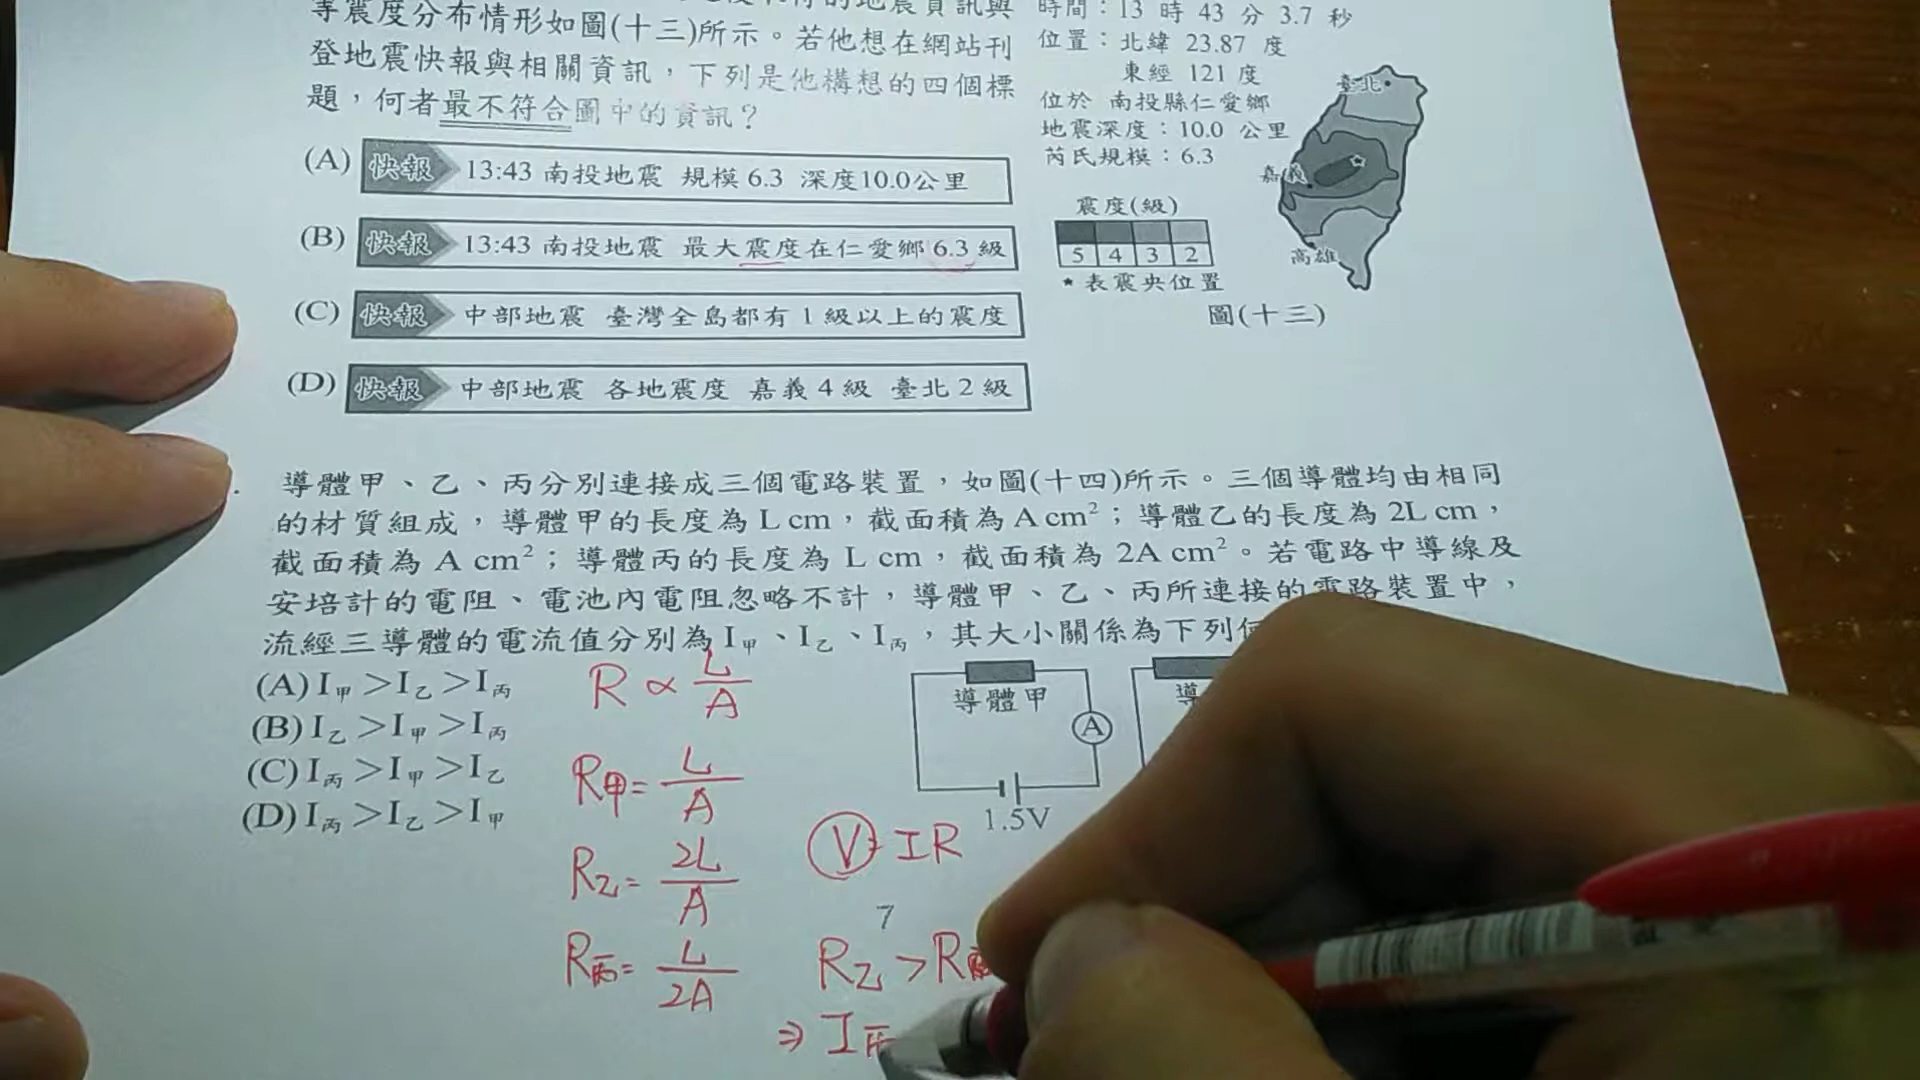 等震度分布情形如圖(十三)所示。若他想在網站刊
登地震快報與相關資訊，下列是他構想的四個標
題，何者最不符合圖中的資訊？
(A) 快報 13:43 南投地震 規模 6.3 深度10.0公里
(B) 快報 13:43 南投地震 最大震度在仁愛鄉 6.3 級
(C) 快報 中部地震 臺灣全島都有 1 級以上的震度
(D) 快報 中部地震 各地震度 嘉義 4 級 臺北 2 級
時間：13 時 43 分 3.7 秒
位置：北緯 23.87 度
東經 121 度
位於 南投縣仁愛鄉
地震深度：10.0 公里
芮氏規模：6.3
震度(級)
5 4 3 2
* 表震央位置
臺北
嘉義
高雄
圖(十三)
導體甲、乙、丙分別連接成三個電路裝置，如圖(十四)所示。三個導體均由相同
的材質組成，導體甲的長度為 L cm，截面積為 A cm²；導體乙的長度為 2L cm，
截面積為 A cm²；導體丙的長度為 L cm，截面積為 2A cm²。若電路中導線及
安培計的電阻、電池內電阻忽略不計，導體甲、乙、丙所連接的電路裝置中，
流經三導體的電流值分別為 I甲、I乙、I丙，其大小關係為下列
(A) I甲＞I乙＞I丙
(B) I乙＞I甲＞I丙
(C) I丙＞I甲＞I乙
(D) I丙＞I乙＞I甲
導體甲
A
1.5V
導
R ∝ L/A
R甲= L/A
R乙= 2L/A
R丙= L/2A
V = IR
7
R乙 > R
⇒ I丙